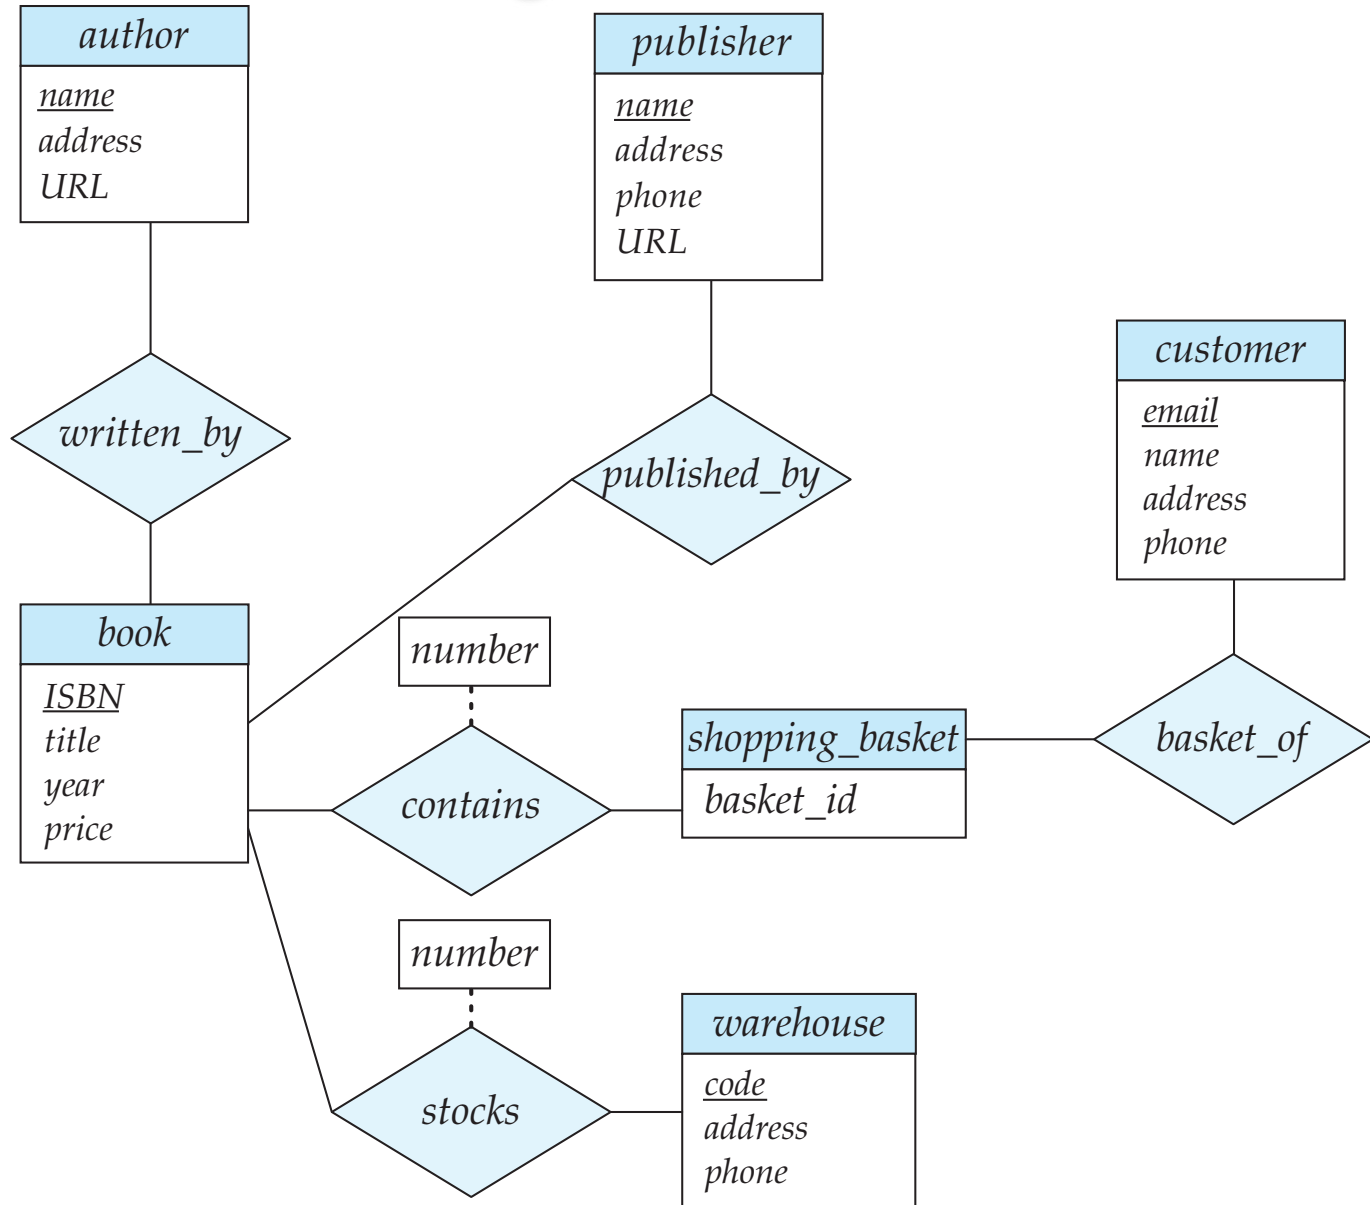 author
name
address
URL
publisher
name
address
phone
URL
customer
email
name
address
phone
written_by
published_by
book
ISBN
title
year
price
number
contains
shopping_basket
basket_id
basket_of
number
stocks
warehouse
code
address
phone